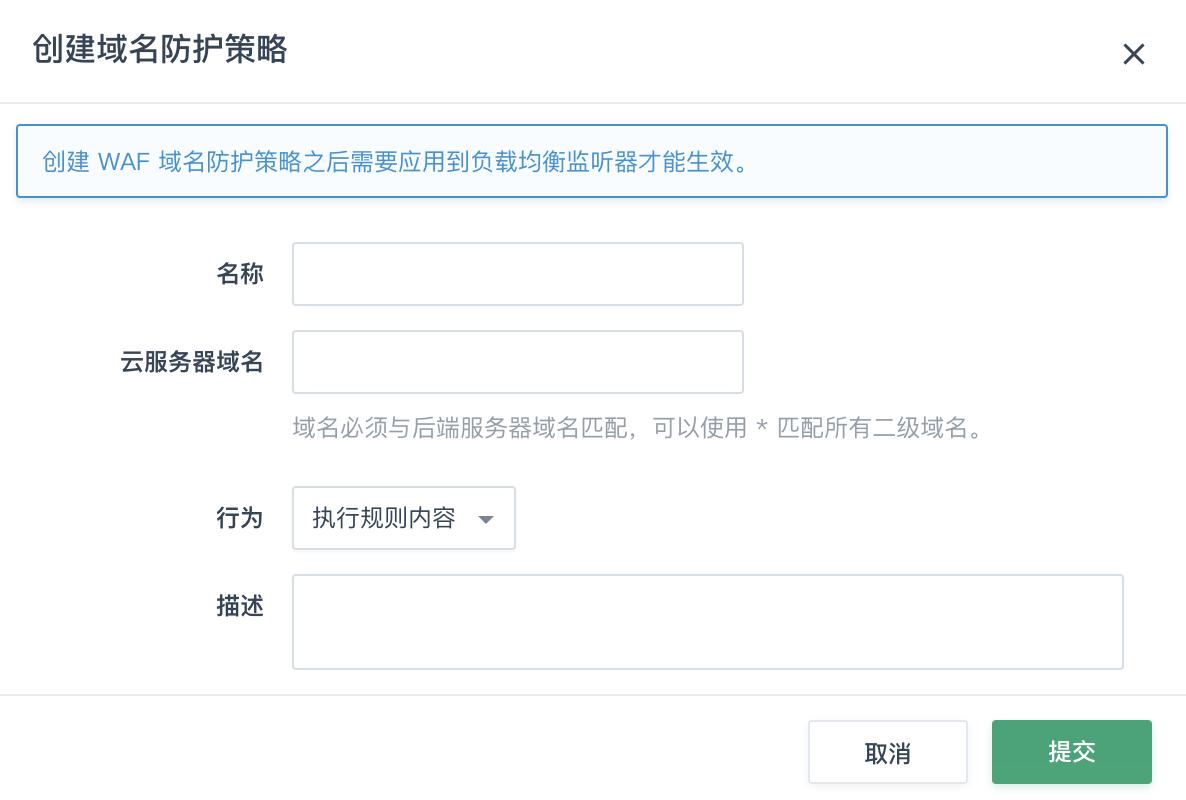 创建域名防护策略
创建 WAF 域名防护策略之后需要应用到负载均衡监听器才能生效。
名称
云服务器域名
域名必须与后端服务器域名匹配，可以使用 * 匹配所有二级域名。
行为
执行规则内容
描述
取消
提交